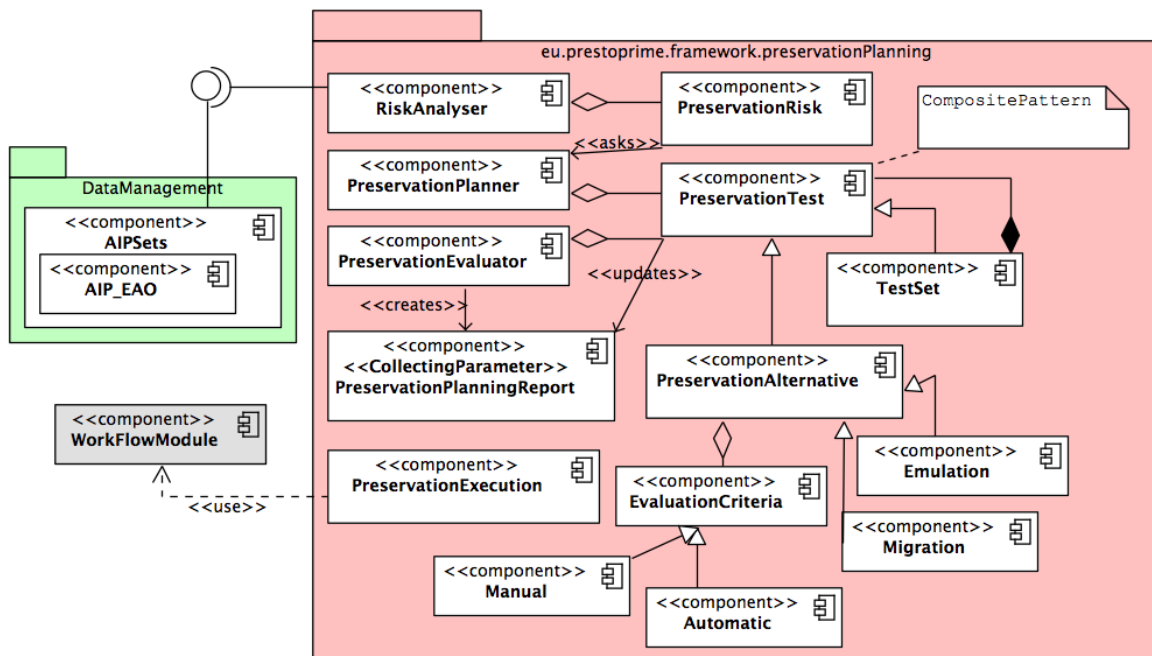 eu.prestoprime.framework.preservationPlanning
<<component>>
RiskAnalyser
<<component>>
PreservationRisk
CompositePattern
<<asks>>
<<component>>
PreservationPlanner
<<component>>
PreservationTest
DataManagement
<<component>>
AIPSets
<<component>>
AIP_EAO
<<component>>
PreservationEvaluator
<<updates>>
<<component>>
TestSet
<<creates>>
<<component>>
<<CollectingParameter>>
PreservationPlanningReport
<<component>>
PreservationAlternative
<<component>>
WorkFlowModule
<<use>>
<<component>>
PreservationExecution
<<component>>
EvaluationCriteria
<<component>>
Emulation
<<component>>
Migration
<<component>>
Manual
<<component>>
Automatic